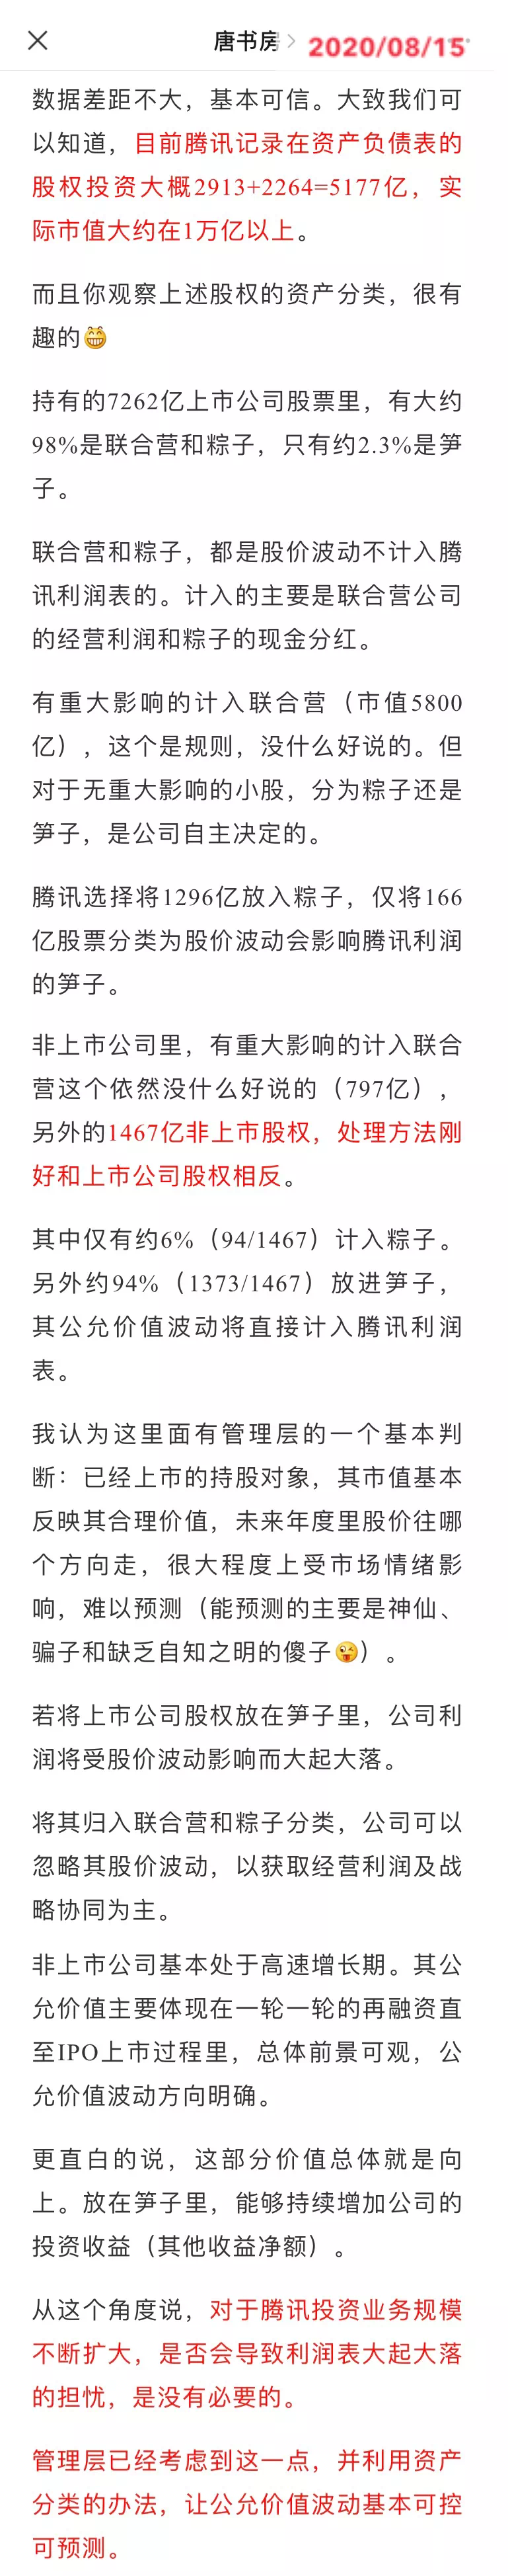 唐书房
2020/08/15
数据差距不大，基本可信。大致我们可
以知道，目前腾讯记录在资产负债表的
股权投资大概2913+2264=5177亿，实
际市值大约在1万亿以上。
而且你观察上述股权的资产分类，很有
趣的😁
持有的7262亿上市公司股票里，有大约
98%是联合营和粽子，只有约2.3%是笋
子。
联合营和粽子，都是股价波动不计入腾
讯利润表的。计入的主要是联合营公司
的经营利润和粽子的现金分红。
有重大影响的计入联合营（市值5800
亿），这个是规则，没什么好说的。但
对于无重大影响的小股，分为粽子还是
笋子，是公司自主决定的。
腾讯选择将1296亿放入粽子，仅将166
亿股票分类为股价波动会影响腾讯利润
的笋子。
非上市公司里，有重大影响的计入联合
营这个依然没什么好说的（797亿），
另外的1467亿非上市股权，处理方法刚
好和上市公司股权相反。
其中仅有约6%（94/1467）计入粽子。
另外约94%（1373/1467）放进笋子，
其公允价值波动将直接计入腾讯利润
表。
我认为这里面有管理层的一个基本判
断：已经上市的持股对象，其市值基本
反映其合理价值，未来年度里股价往哪
个方向走，很大程度上受市场情绪影
响，难以预测（能预测的主要是神仙、
骗子和缺乏自知之明的傻子😜）。
若将上市公司股权放在笋子里，公司利
润将受股价波动影响而大起大落。
将其归入联合营和粽子分类，公司可以
忽略其股价波动，以获取经营利润及战
略协同为主。
非上市公司基本处于高速增长期。其公
允价值主要体现在一轮一轮的再融资直
至IPO上市过程里，总体前景可观，公
允价值波动方向明确。
更直白的说，这部分价值总体就是向
上。放在笋子里，能够持续增加公司的
投资收益（其他收益净额）。
从这个角度说，对于腾讯投资业务规模
不断扩大，是否会导致利润表大起大落
的担忧，是没有必要的。
管理层已经考虑到这一点，并利用资产
分类的办法，让公允价值波动基本可控
可预测。